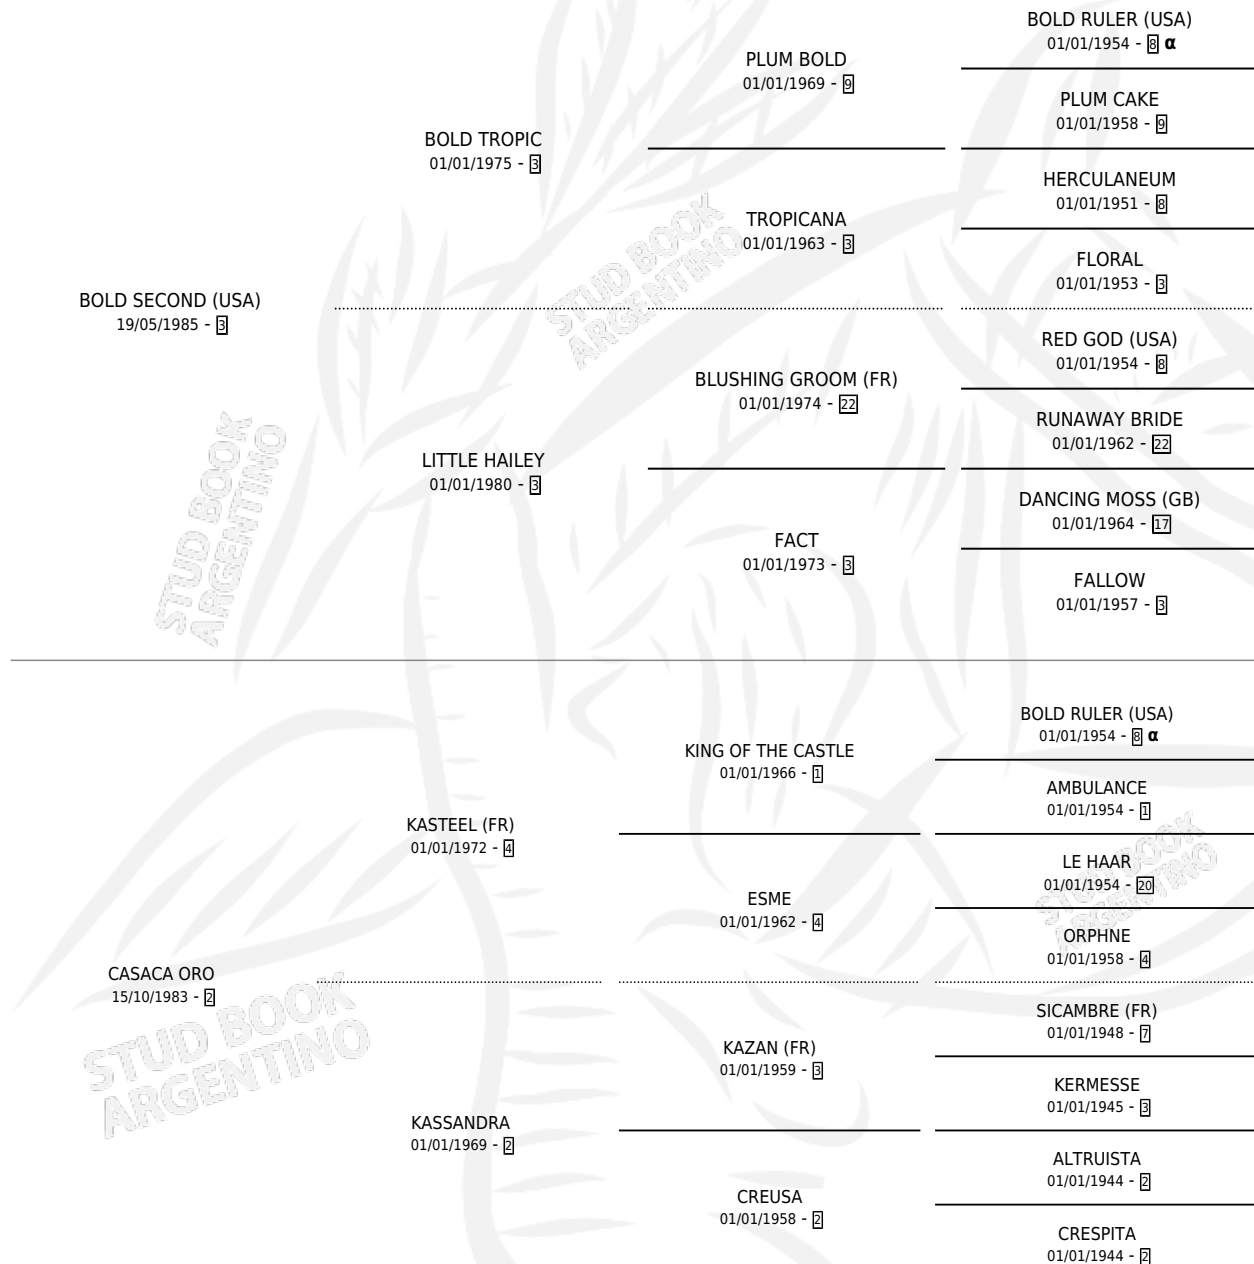 BOLD RULER (USA)
01/01/1954 - 8 α
PLUM BOLD
01/01/1969 - 9
PLUM CAKE
01/01/1958 - 9
BOLD TROPIC
01/01/1975 - 3
HERCULANEUM
01/01/1951 - 8
TROPICANA
01/01/1963 - 3
FLORAL
01/01/1953 - 3
BOLD SECOND (USA)
19/05/1985 - 3
RED GOD (USA)
01/01/1954 - 8
BLUSHING GROOM (FR)
01/01/1974 - 22
RUNAWAY BRIDE
01/01/1962 - 22
LITTLE HAILEY
01/01/1980 - 3
DANCING MOSS (GB)
01/01/1964 - 17
FACT
01/01/1973 - 3
FALLOW
01/01/1957 - 3
BOLD RULER (USA)
01/01/1954 - 8 α
KING OF THE CASTLE
01/01/1966 - 1
AMBULANCE
01/01/1954 - 1
KASTEEL (FR)
01/01/1972 - 4
LE HAAR
01/01/1954 - 20
ESME
01/01/1962 - 4
ORPHNE
01/01/1958 - 4
CASACA ORO
15/10/1983 - 2
SICAMBRE (FR)
01/01/1948 - 7
KAZAN (FR)
01/01/1959 - 3
KERMESSE
01/01/1945 - 3
KASSANDRA
01/01/1969 - 2
ALTRUISTA
01/01/1944 - 2
CREUSA
01/01/1958 - 2
CRESPITA
01/01/1944 - 2
STUD BOOK
ARGENTINO
STUD BOOK
ARGENTINO
STUD BOOK
ARGENTINO
STUD BOOK
ARGENTINO